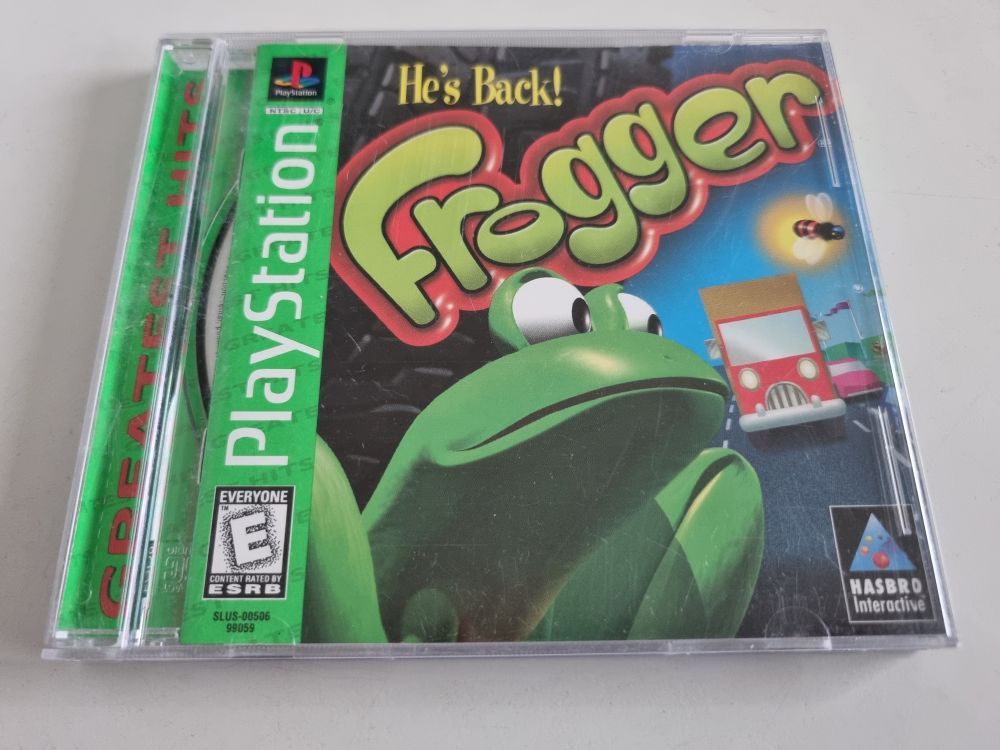 GREATEST HITS
PlayStation
NTSC U/C
PlayStation
EVERYONE
E
CONTENT RATED BY
ESRB
SLUS-00506
99059
He's Back!
Frogger
HASBRO
Interactive